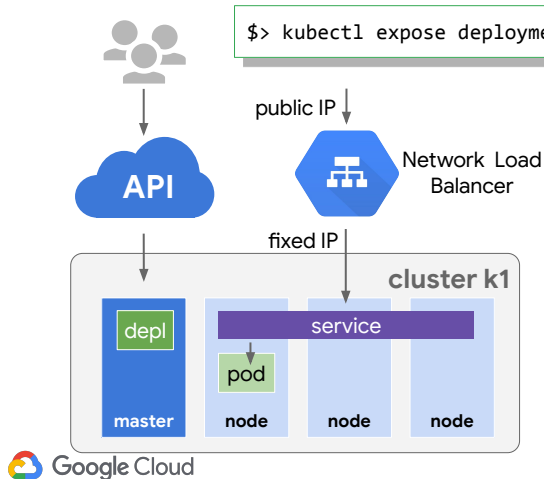 $> kubectl expose deployme
public IP
API
Network Load
Balancer
fixed IP
cluster k1
depl
service
pod
master
node
node
node
Google Cloud